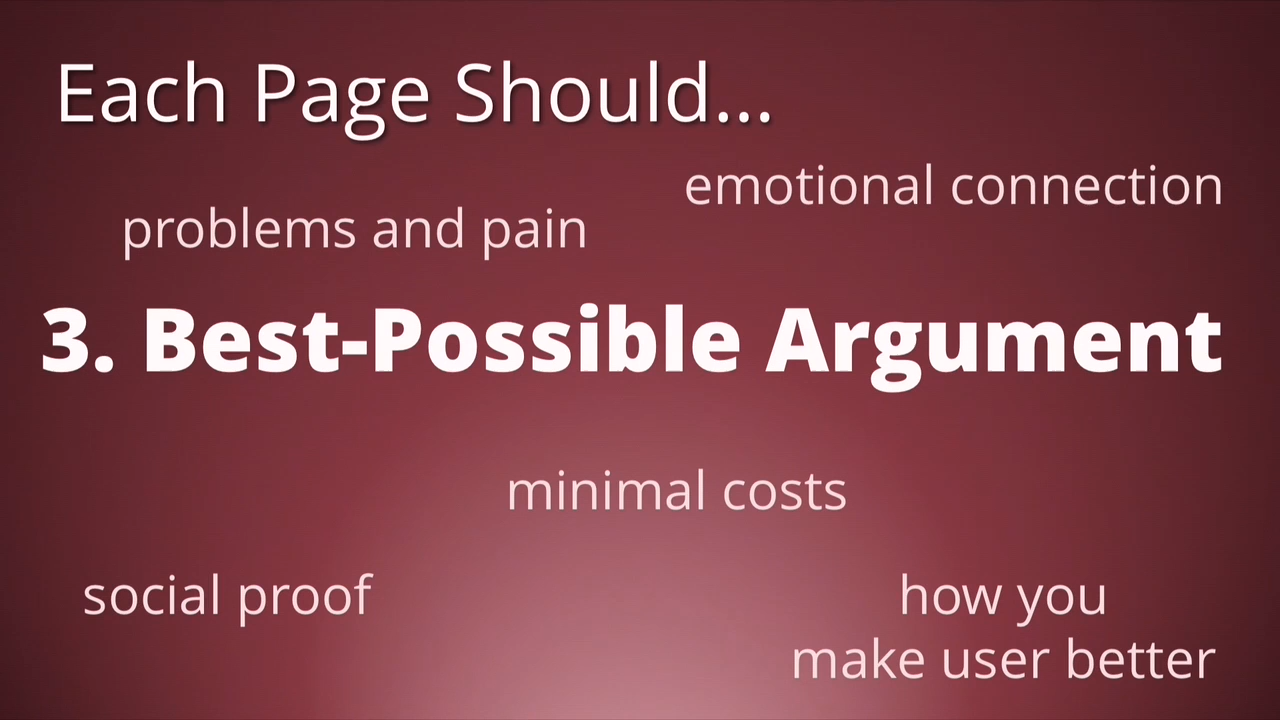 Each Page Should...
emotional connection
problems and pain
3. Best-Possible Argument
minimal costs
social proof
how you
make user better